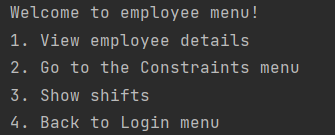 Welcome to employee menu!
1. View employee details
2. Go to the Constraints menu
3. Show shifts
4. Back to Login menu